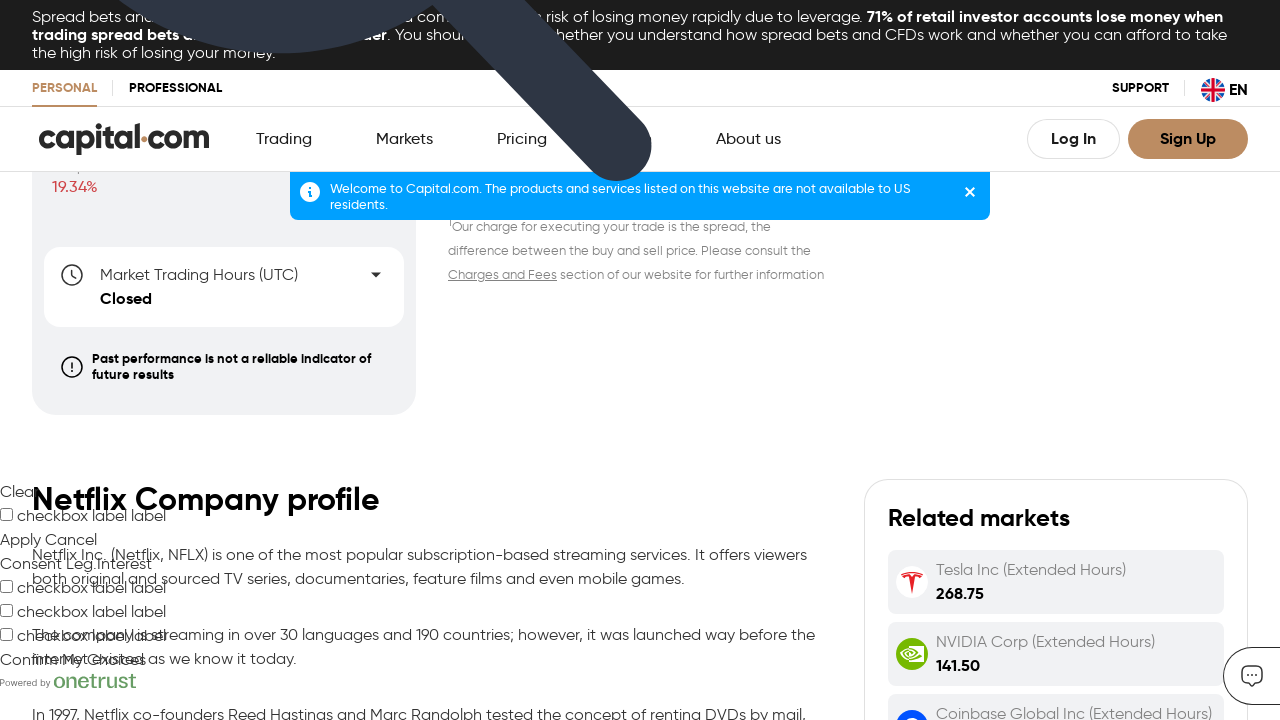 Spread bets and
risk of losing money rapidly due to leverage. 71% of retail investor accounts lose money when
trading spread bets
. You should
whether you understand how spread bets and CFDs work and whether you can afford to take
the high risk of losing your money.
PERSONAL
PROFESSIONAL
SUPPORT
EN
capital.com
Trading
Markets
Pricing
About us
Log In
Sign Up
19.34%
Welcome to Capital.com. The products and services listed on this website are not available to US
residents.
×
1Our charge for executing your trade is the spread, the
difference between the buy and sell price. Please consult the
Charges and Fees section of our website for further information
Market Trading Hours (UTC)
Closed
Past performance is not a reliable indicator of
future results
Netflix Company profile
Netflix Inc. (Netflix, NFLX) is one of the most popular subscription-based streaming services. It offers viewers
both original and sourced TV series, documentaries, feature films and even mobile games.
The company is streaming in over 30 languages and 190 countries; however, it was launched way before the
internet existed as we know it today.
In 1997, Netflix co-founders Reed Hastings and Marc Randolph tested the concept of renting DVDs by mail.
Clear
checkbox label label
Apply Cancel
Consent Leg.Interest
checkbox label label
checkbox label label
checkbox label label
Confirm My Choices
Powered by onetrust
Related markets
Tesla Inc (Extended Hours)
268.75
NVIDIA Corp (Extended Hours)
141.50
Coinbase Global Inc (Extended Hours)